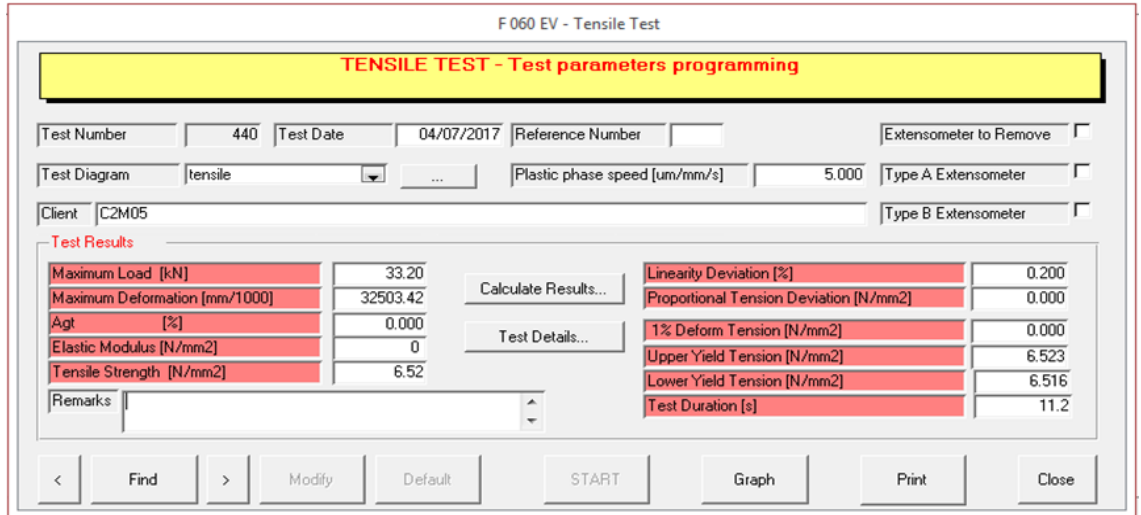 F 060 EV - Tensile Test
TENSILE TEST - Test parameters programming
Test Number 440 Test Date 04/07/2017 Reference Number Extensometer to Remove
Test Diagram tensile ... Plastic phase speed [um/mm/s] 5.000 Type A Extensometer
Client C2M05 Type B Extensometer
Test Results
Maximum Load [kN] 33.20 Linearity Deviation [%] 0.200
Maximum Deformation [mm/1000] 32503.42 Calculate Results... Proportional Tension Deviation [N/mm2] 0.000
Agt [%] 0.000 Test Details... 1% Deform Tension [N/mm2] 0.000
Elastic Modulus [N/mm2] 0 Upper Yield Tension [N/mm2] 6.523
Tensile Strength [N/mm2] 6.52 Lower Yield Tension [N/mm2] 6.516
Remarks Test Duration [s] 11.2
< Find > Modify Default START Graph Print Close